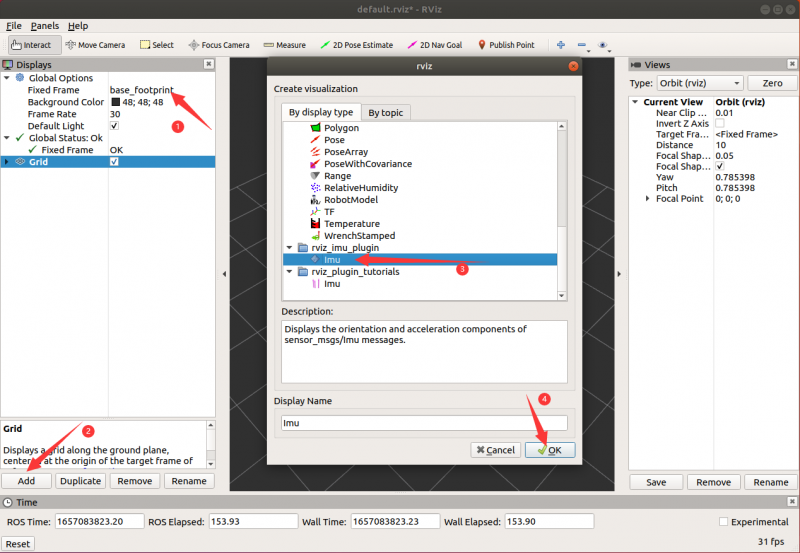 default.rviz* - RViz
File Panels Help
Interact Move Camera Select Focus Camera Measure 2D Pose Estimate 2D Nav Goal Publish Point
Displays
Global Options
Fixed Frame base_footprint
Background Color 48; 48; 48
Frame Rate 30
Default Light
Global Status: Ok
Fixed Frame OK
Grid
1
Grid
Displays a grid along the ground plane,
centered at the origin of the target frame of
2
Add Duplicate Remove Rename
rviz
Create visualization
By display type By topic
Polygon
Pose
PoseArray
PoseWithCovariance
Range
RelativeHumidity
RobotModel
TF
Temperature
WrenchStamped
rviz_imu_plugin
Imu
3
rviz_plugin_tutorials
Imu
Description:
Displays the orientation and acceleration components of
sensor_msgs/Imu messages.
Display Name
4
Imu
Cancel OK
Views
Type: Orbit (rviz) Zero
Current View Orbit (rviz)
Near Clip ... 0.01
Invert Z Axis
Target Fra... <Fixed Frame>
Distance 10
Focal Shap... 0.05
Focal Shap...
Yaw 0.785398
Pitch 0.785398
Focal Point 0; 0; 0
Save Remove Rename
Time
ROS Time: 1657083823.20 ROS Elapsed: 153.93 Wall Time: 1657083823.23 Wall Elapsed: 153.90 Experimental
Reset 31 fps